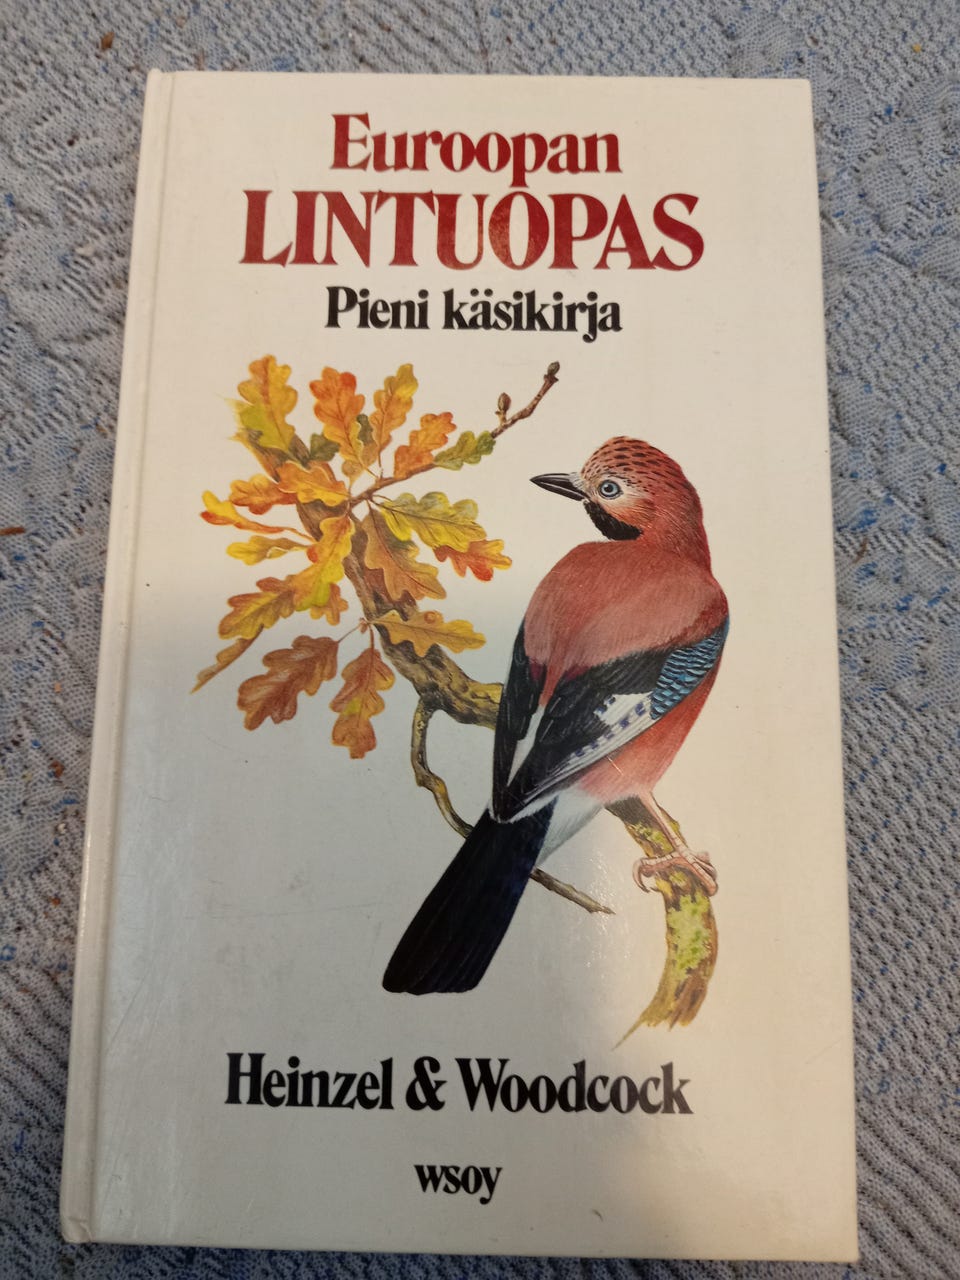 Euroopan
LINTUOPAS
Pieni käsikirja
Heinzel & Woodcock
wsoy